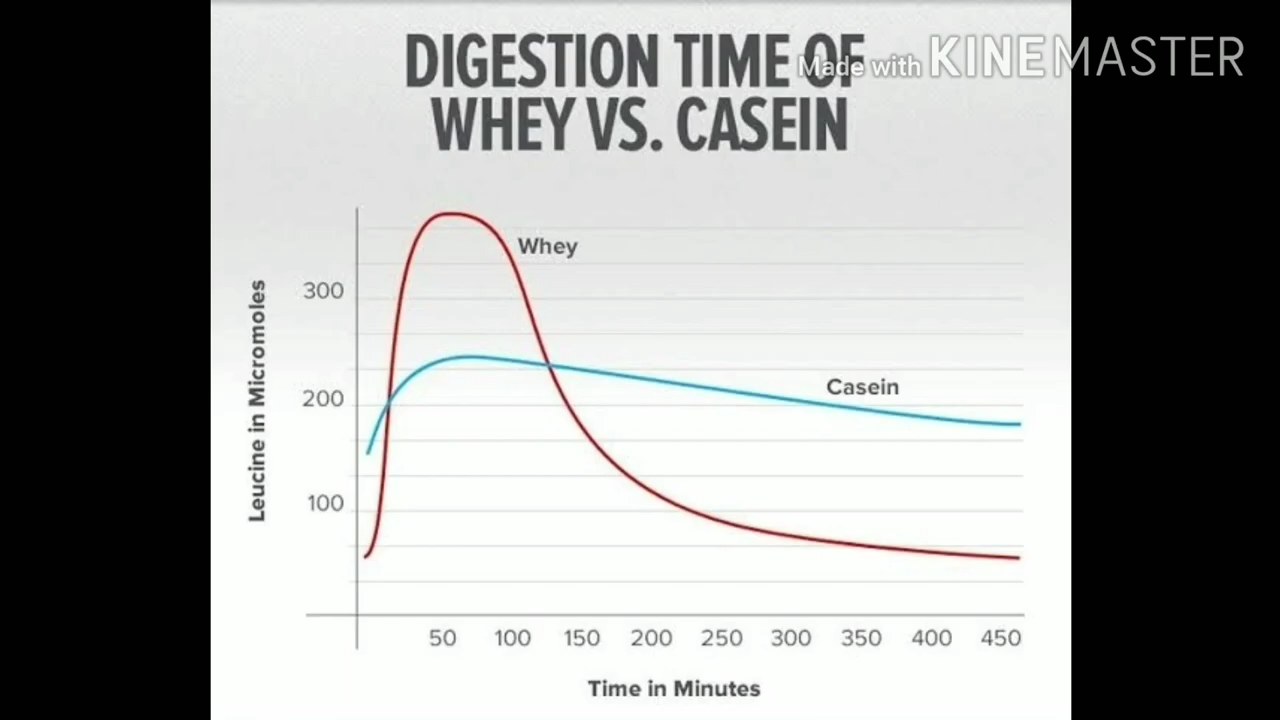 DIGESTION TIME OF
WHEY VS. CASEIN
Made with KINEMASTER
Whey
Casein
Leucine in Micromoles
300
200
100
50 100 150 200 250 300 350 400 450
Time in Minutes